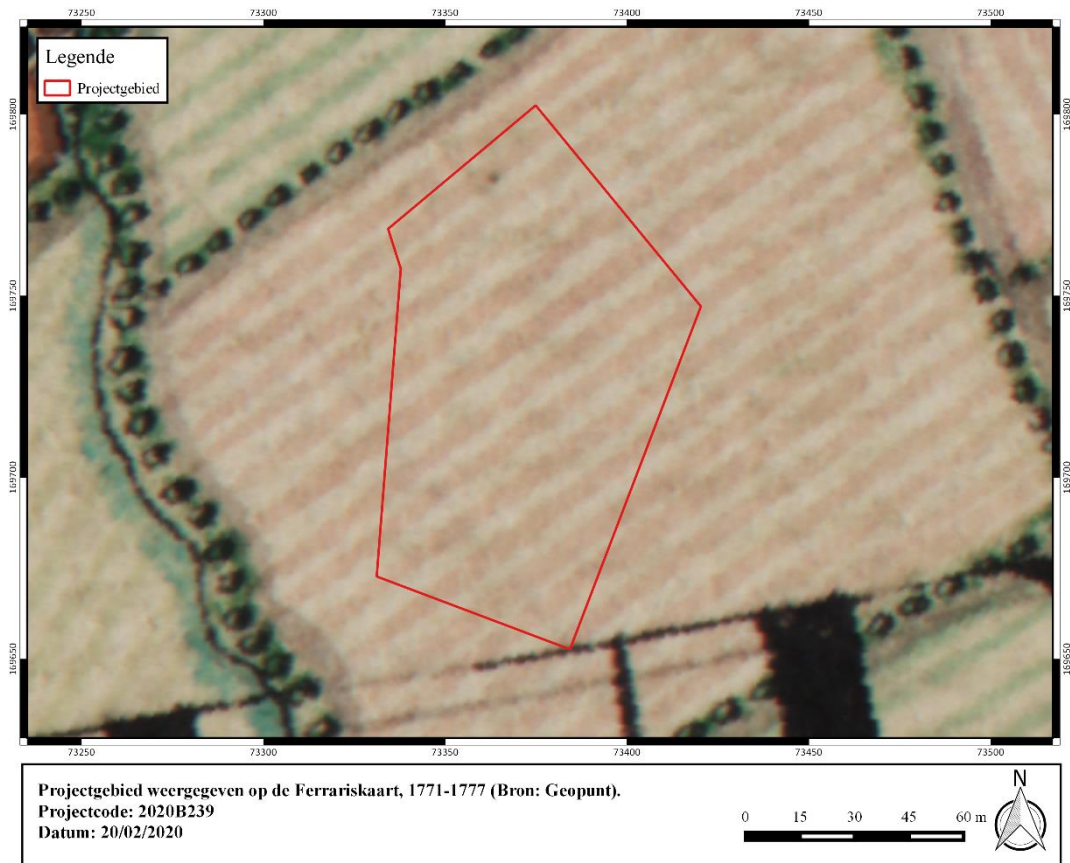 73250 73300 73350 73400 73450 73500
Legende
Projectgebied
169800 169800
169750 169750
169700 169700
169650 169650
73250 73300 73350 73400 73450 73500
Projectgebied weergegeven op de Ferrariskaart, 1771-1777 (Bron: Geopunt).
Projectcode: 2020B239
Datum: 20/02/2020
0 15 30 45 60 m
N